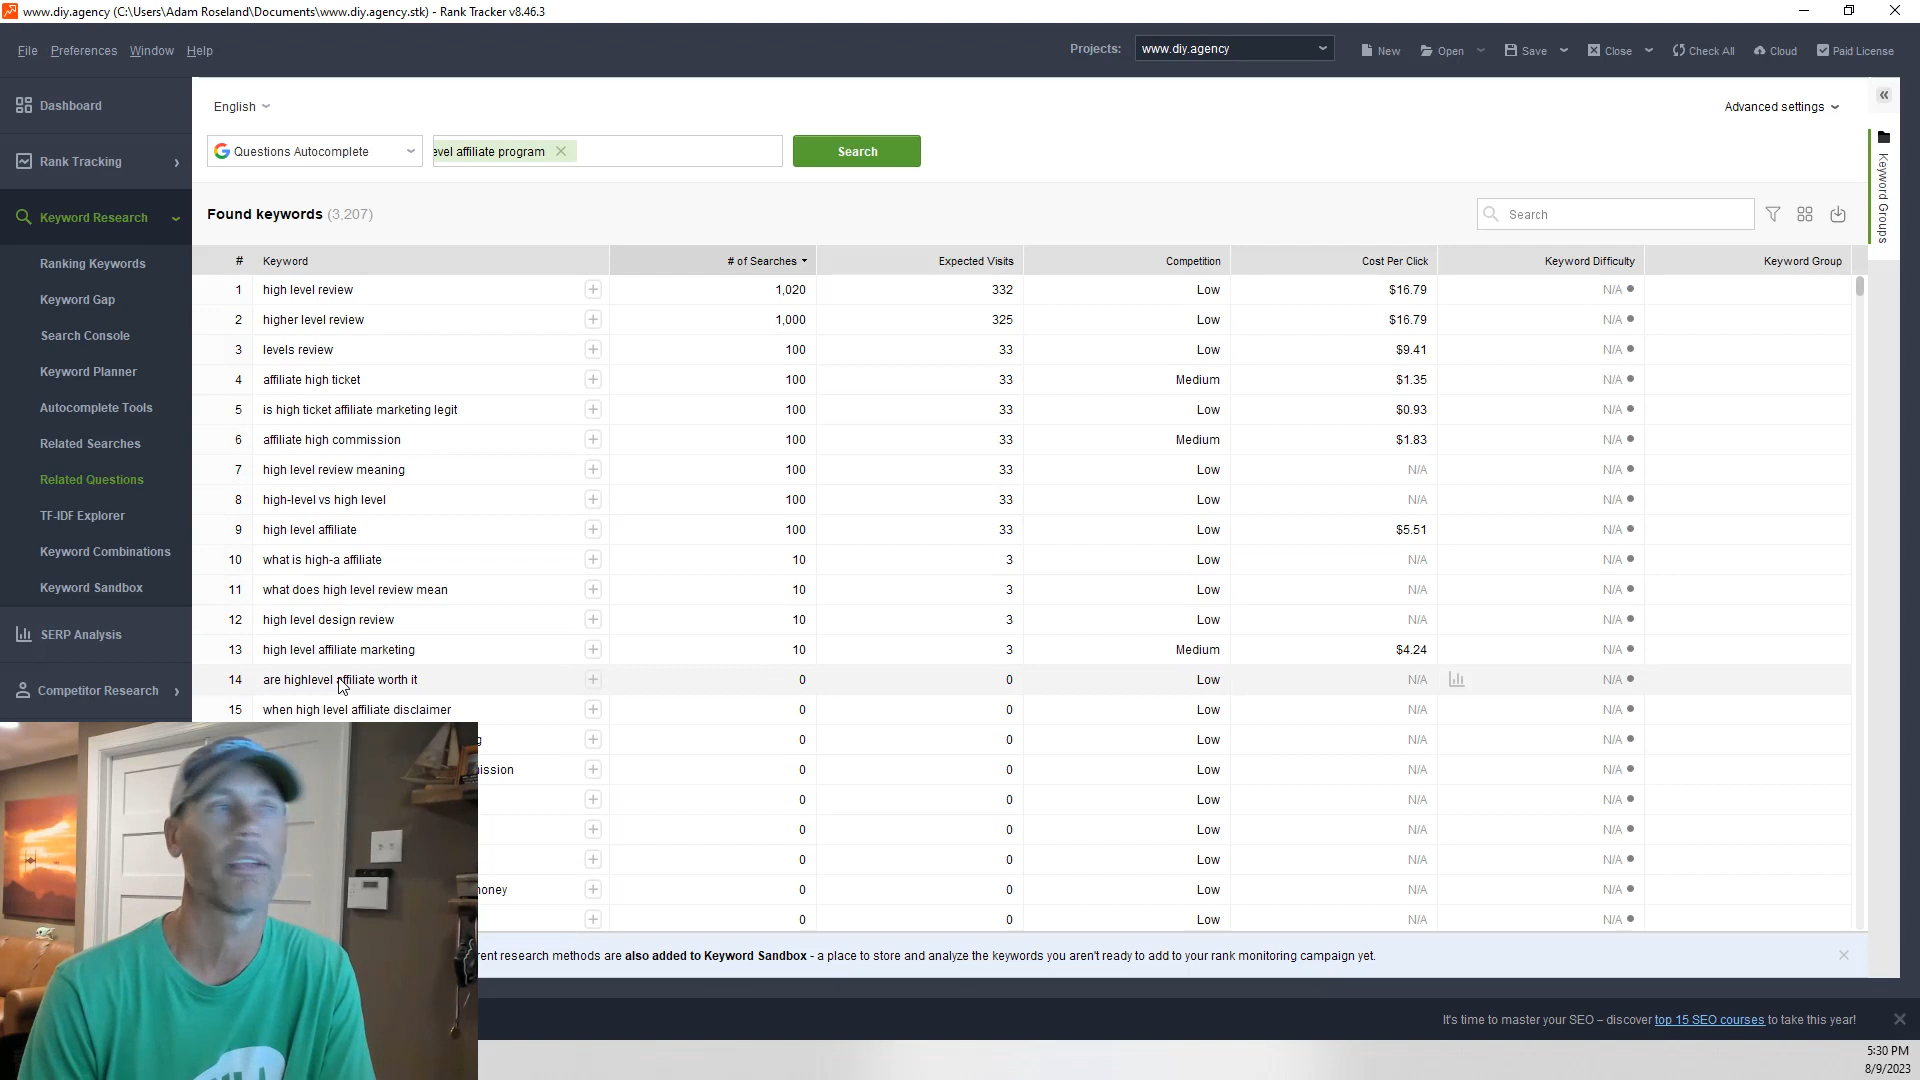 www.diy.agency (C:\Users\Adam Roseland\Documents\www.diy.agency.stk) - Rank Tracker v8.46.3
File Preferences Window Help Projects: www.diy.agency New Open Save Close Check All Cloud Paid License
Dashboard
Rank Tracking
Keyword Research
Ranking Keywords
Keyword Gap
Search Console
Keyword Planner
Autocomplete Tools
Related Searches
Related Questions
TF-IDF Explorer
Keyword Combinations
Keyword Sandbox
SERP Analysis
Competitor Research
English Advanced settings
Questions Autocomplete evel affiliate program Search
Keyword Groups
Found keywords (3,207) Search
# Keyword # of Searches Expected Visits Competition Cost Per Click Keyword Difficulty Keyword Group
1 high level review 1,020 332 Low $16.79 N/A
2 higher level review 1,000 325 Low $16.79 N/A
3 levels review 100 33 Low $9.41 N/A
4 affiliate high ticket 100 33 Medium $1.35 N/A
5 is high ticket affiliate marketing legit 100 33 Low $0.93 N/A
6 affiliate high commission 100 33 Medium $1.83 N/A
7 high level review meaning 100 33 Low N/A N/A
8 high-level vs high level 100 33 Low N/A N/A
9 high level affiliate 100 33 Low $5.51 N/A
10 what is high-a affiliate 10 3 Low N/A N/A
11 what does high level review mean 10 3 Low N/A N/A
12 high level design review 10 3 Low N/A N/A
13 high level affiliate marketing 10 3 Medium $4.24 N/A
14 are highlevel affiliate worth it 0 0 Low N/A N/A
15 when high level affiliate disclaimer 0 0 Low N/A N/A
g 0 0 Low N/A N/A
ission 0 0 Low N/A N/A
0 0 Low N/A N/A
0 0 Low N/A N/A
0 0 Low N/A N/A
noney 0 0 Low N/A N/A
0 0 Low N/A N/A
rent research methods are also added to Keyword Sandbox - a place to store and analyze the keywords you aren't ready to add to your rank monitoring campaign yet.
It's time to master your SEO – discover top 15 SEO courses to take this year!
5:30 PM
8/9/2023